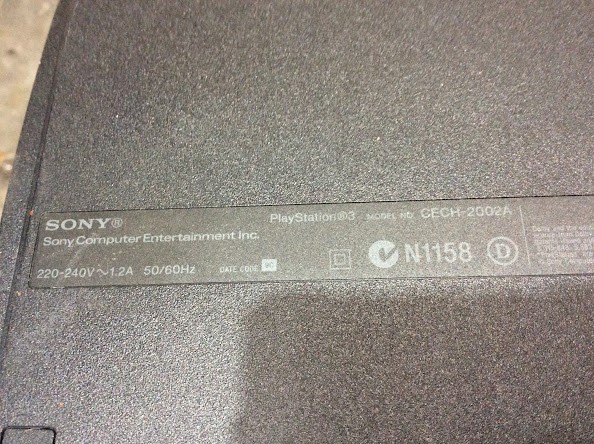 SONY®
PlayStation®3 MODEL NO. CECH-2002A
Sony Computer Entertainment Inc.
220-240V～1.2A 50/60Hz DATE CODE
N1158 D